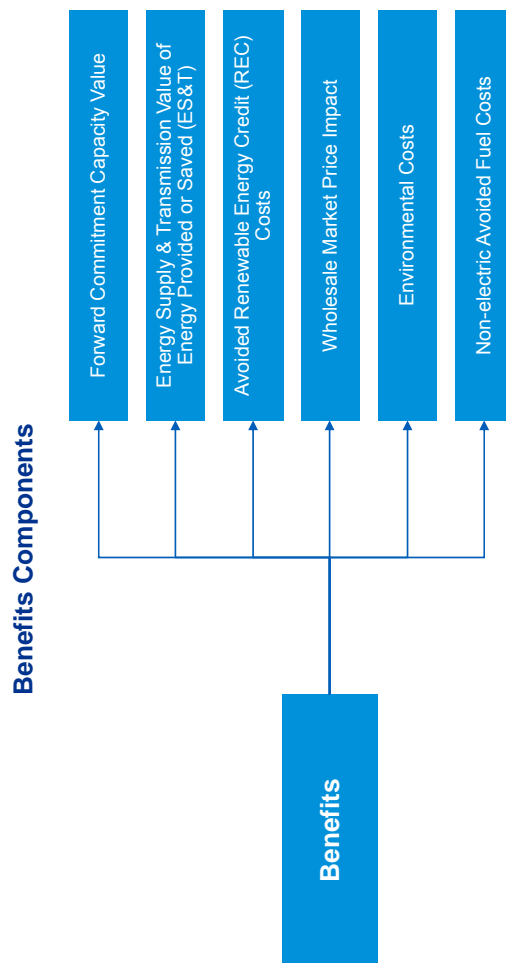 Benefits Components
Benefits
Forward Commitment Capacity Value
Energy Supply & Transmission Value of
Energy Provided or Saved (ES&T)
Avoided Renewable Energy Credit (REC)
Costs
Wholesale Market Price Impact
Environmental Costs
Non-electric Avoided Fuel Costs